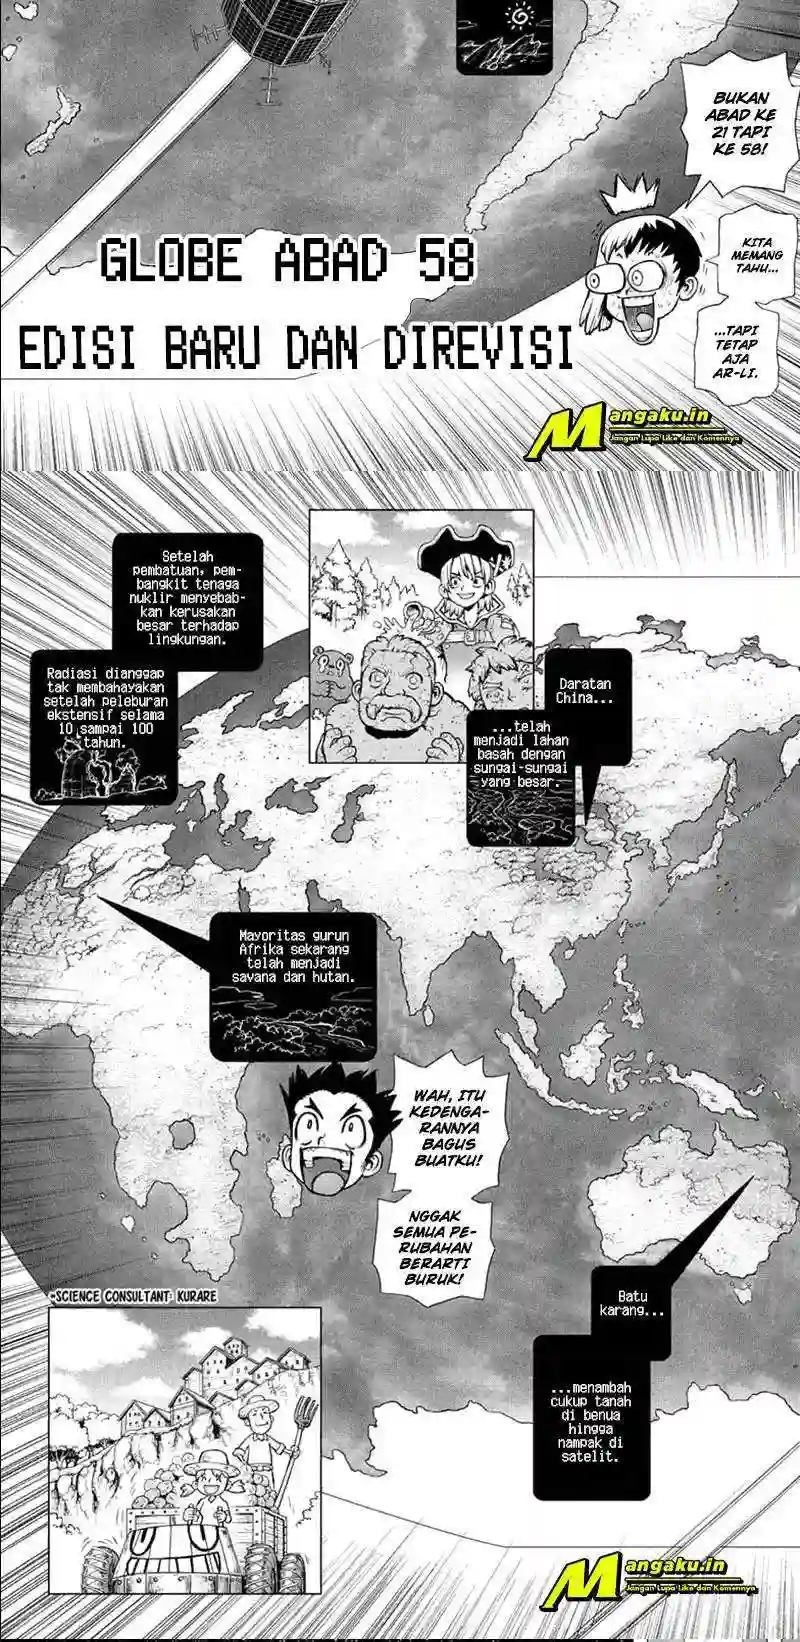 BUKAN
ABAD KE
21 TAPI
KE 58!
KITA
MEMANG
TAHU...
...TAPI
TETAP
AJA
AR-LI.
GLOBE ABAD 58
EDISI BARU DAN DIREVISI
Mangaku.in
Jangan Lupa Like dan Komennya
Setelah
pembatuan, pem-
bangkit tenaga
nuklir menyebab-
kan kerusakan
besar terhadap
lingkungan.
Radiasi dianggap
tak membahayakan
setelah peleburan
ekstensif selama
10 sampai 100
tahun.
Daratan
China...
...telah
menjadi lahan
basah dengan
sungai-sungai
yang besar.
Mayoritas gurun
Afrika sekarang
telah menjadi
savana dan hutan.
WAH, ITU
KEDENGA-
RANNYA
BAGUS
BUATKU!
NGGAK
SEMUA PE-
RUBAHAN
BERARTI
BURUK!
*SCIENCE CONSULTANT: KURARE
Batu
karang...
...menambah
cukup tanah
di benua
hingga
nampak di
satelit.
Mangaku.in
Jangan Lupa Like dan Komennya